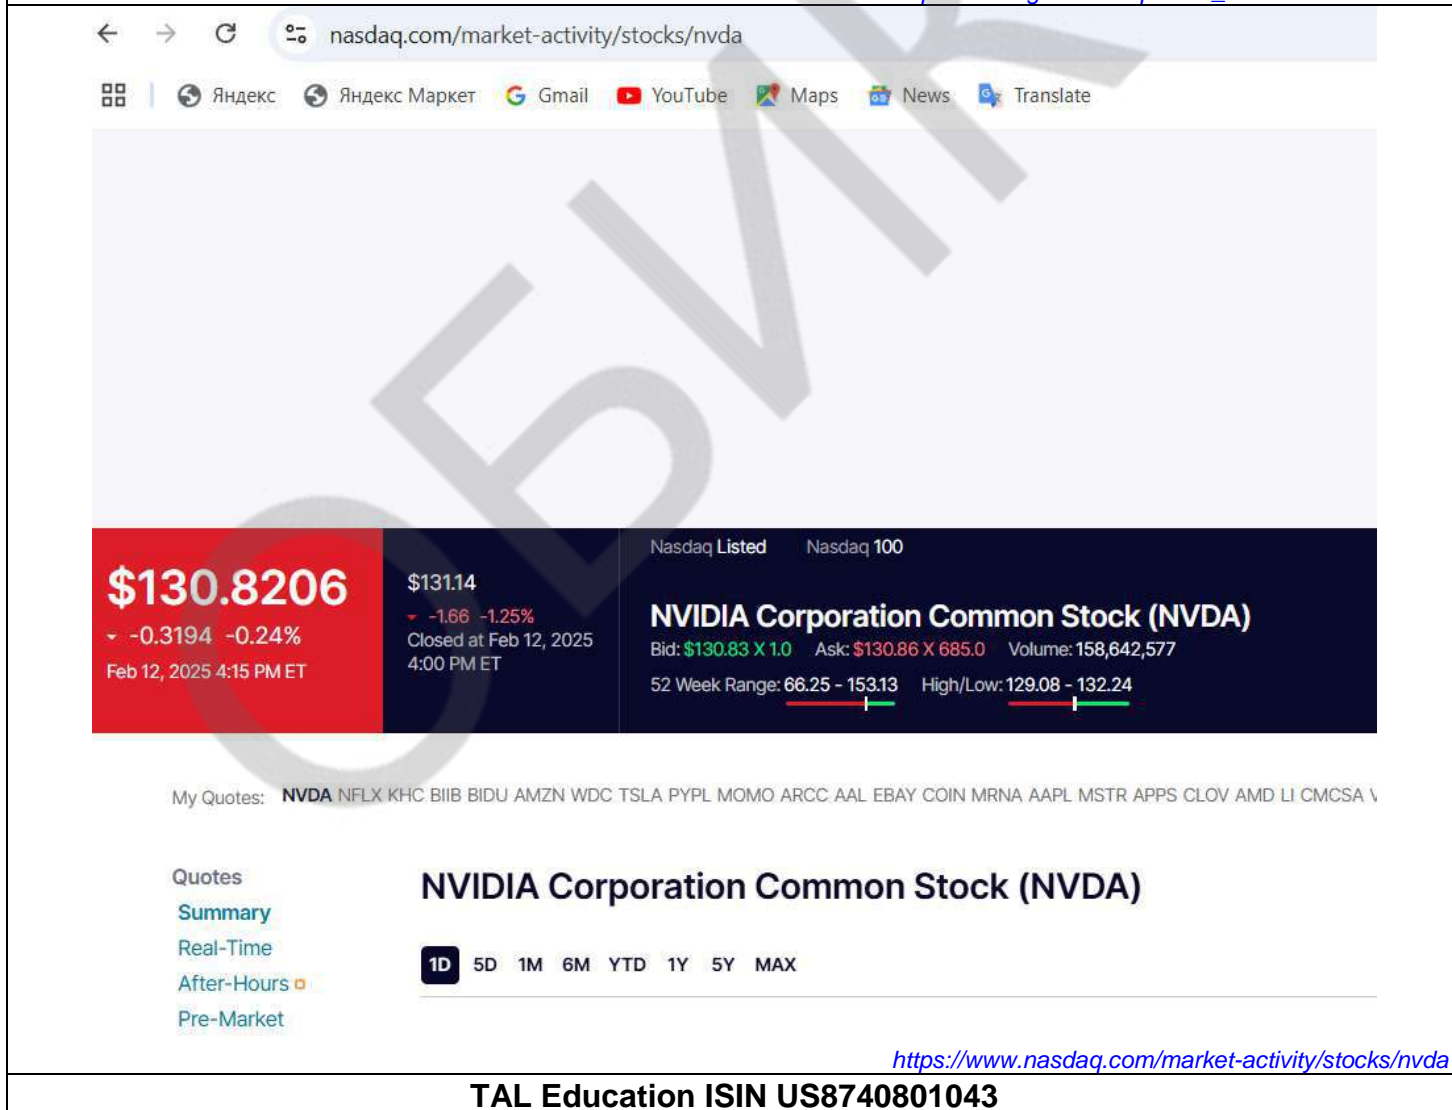 nasdaq.com/market-activity/stocks/nvda
Яндекс Яндекс Маркет Gmail YouTube Maps News Translate
ОБИК
Nasdaq Listed Nasdaq 100
$130.8206
-0.3194 -0.24%
Feb 12, 2025 4:15 PM ET
$131.14
-1.66 -1.25%
Closed at Feb 12, 2025
4:00 PM ET
NVIDIA Corporation Common Stock (NVDA)
Bid: $130.83 X 1.0 Ask: $130.86 X 685.0 Volume: 158,642,577
52 Week Range: 66.25 - 153.13 High/Low: 129.08 - 132.24
My Quotes: NVDA NFLX KHC BIIB BIDU AMZN WDC TSLA PYPL MOMO ARCC AAL EBAY COIN MRNA AAPL MSTR APPS CLOV AMD LI CMCSA
Quotes
Summary
Real-Time
After-Hours
Pre-Market
NVIDIA Corporation Common Stock (NVDA)
1D 5D 1M 6M YTD 1Y 5Y MAX
https://www.nasdaq.com/market-activity/stocks/nvda
TAL Education ISIN US8740801043